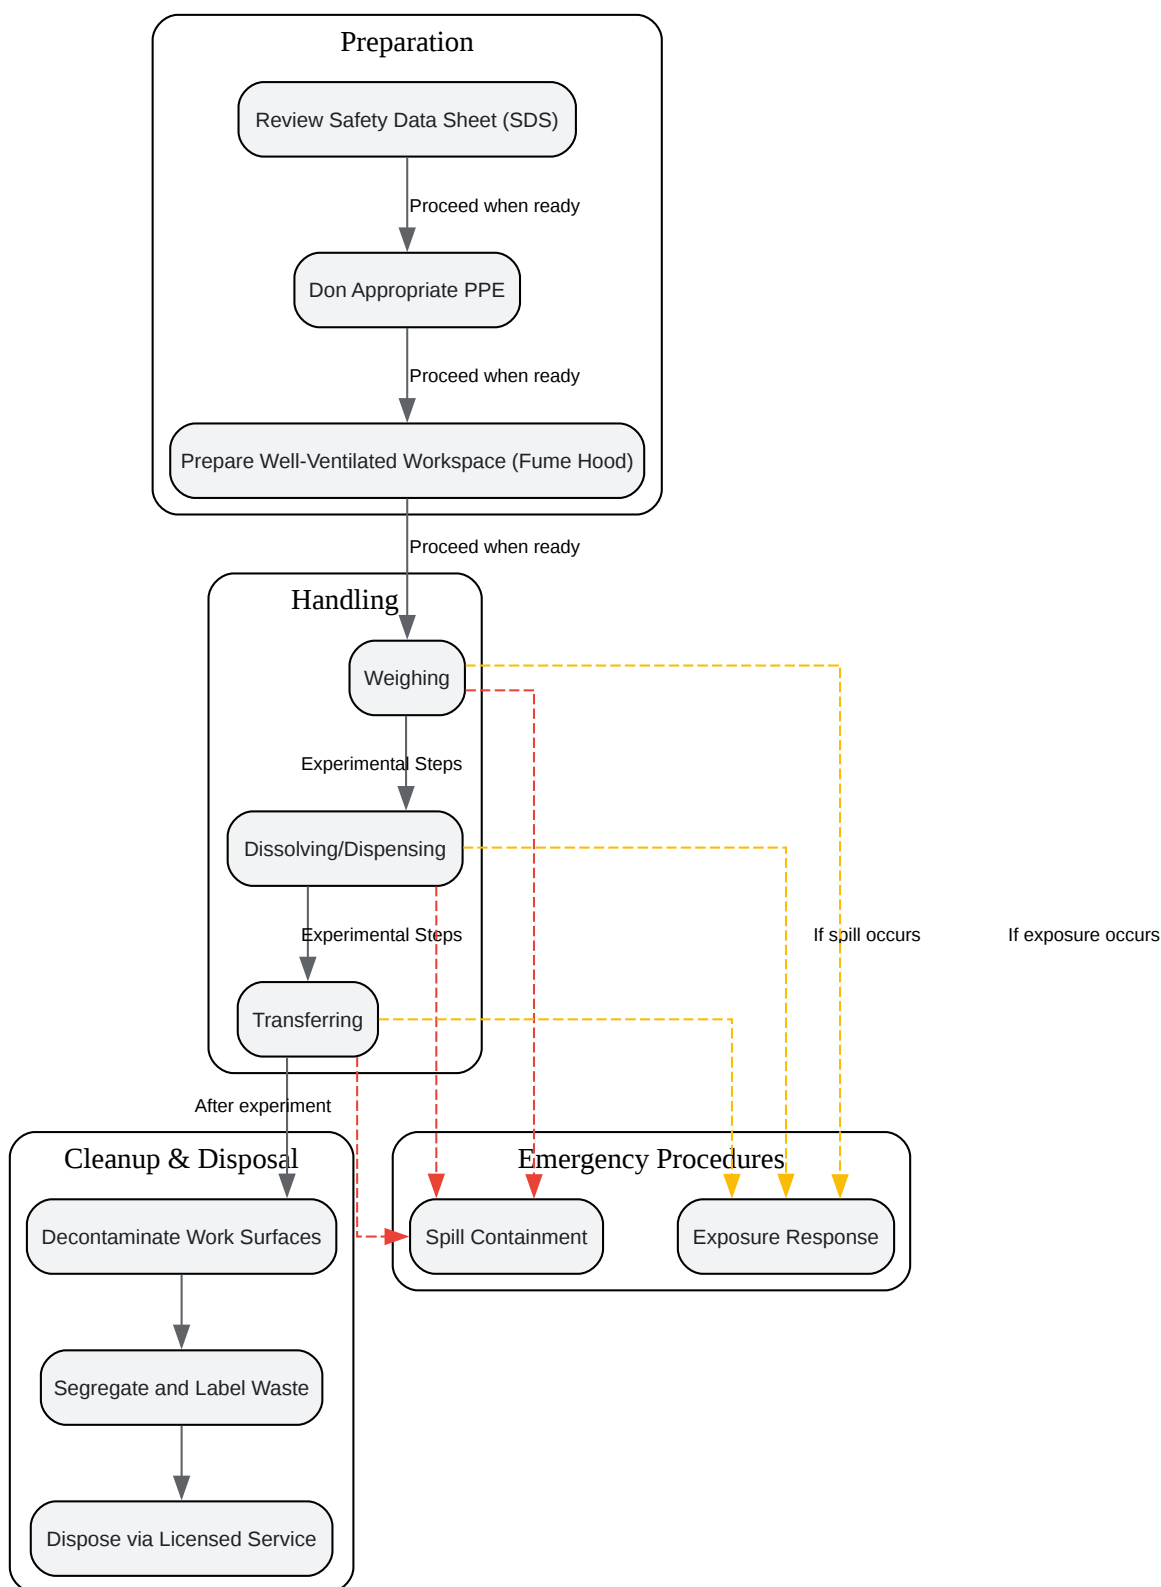 Preparation
Review Safety Data Sheet (SDS)
Proceed when ready
Don Appropriate PPE
Proceed when ready
Prepare Well-Ventilated Workspace (Fume Hood)
Proceed when ready
Handling
Weighing
Experimental Steps
Dissolving/Dispensing
Experimental Steps
If spill occurs
If exposure occurs
Transferring
After experiment
Cleanup & Disposal
Emergency Procedures
Decontaminate Work Surfaces
Spill Containment
Exposure Response
Segregate and Label Waste
Dispose via Licensed Service